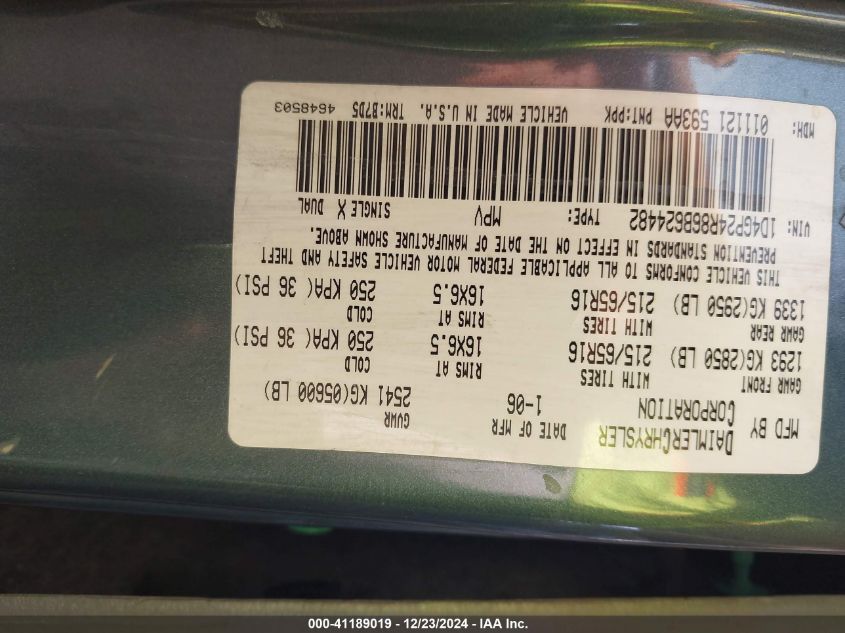 MFD BY DAIMLERCHRYSLER CORPORATION DATE OF MFR 1-06 GVWR 2541 KG(05600 LB)
GAWR FRONT 1293 KG(2850 LB) WITH TIRES 215/65R16 RIMS AT 16X6.5 COLD 250 KPA( 36 PSI)
GAWR REAR 1339 KG(2950 LB) WITH TIRES 215/65R16 RIMS AT 16X6.5 COLD 250 KPA( 36 PSI)
THIS VEHICLE CONFORMS TO ALL APPLICABLE FEDERAL MOTOR VEHICLE SAFETY AND THEFT
PREVENTION STANDARDS IN EFFECT ON THE DATE OF MANUFACTURE SHOWN ABOVE.
VIN: 1D4GP24R86B624482 TYPE: MPV SINGLE X DUAL
MDH: 011121 593AA PNT:PPK VEHICLE MADE IN U.S.A. TRM:B7D5 4648503
000-41189019 - 12/23/2024 - IAA Inc.